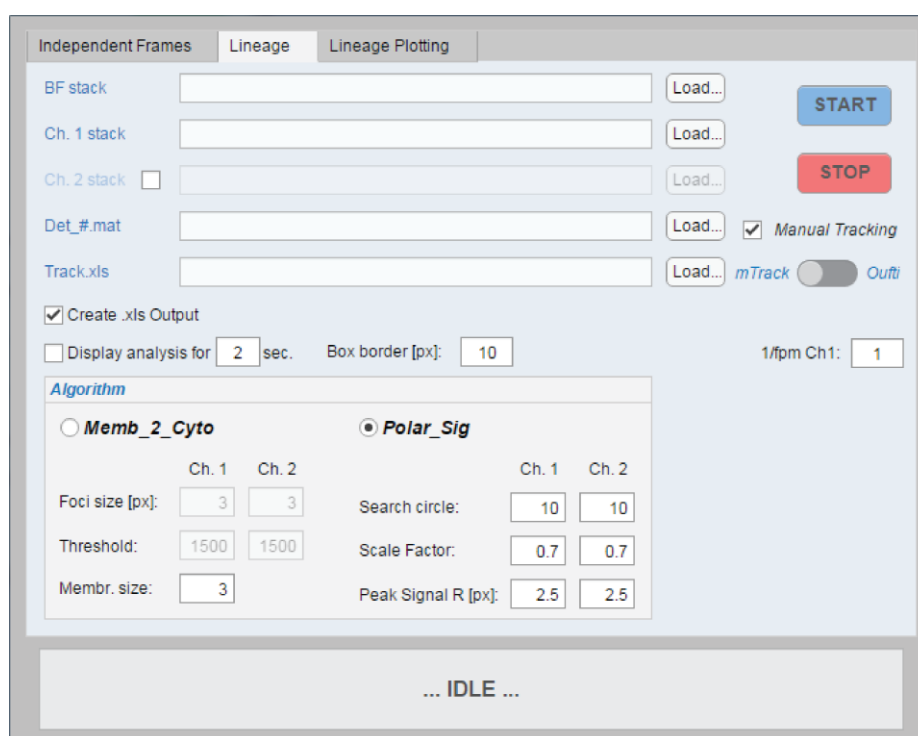 Independent Frames Lineage Lineage Plotting
BF stack Load... START
Ch. 1 stack Load...
Ch. 2 stack Load... STOP
Det_#.mat Load... Manual Tracking
Track.xls Load... mTrack Oufti
Create .xls Output
Display analysis for 2 sec. Box border [px]: 10 1/fpm Ch1: 1
Algorithm
Memb_2_Cyto Polar_Sig
Ch. 1 Ch. 2 Ch. 1 Ch. 2
Foci size [px]: 3 3 Search circle: 10 10
Threshold: 1500 1500 Scale Factor: 0.7 0.7
Membr. size: 3 Peak Signal R [px]: 2.5 2.5
... IDLE ...